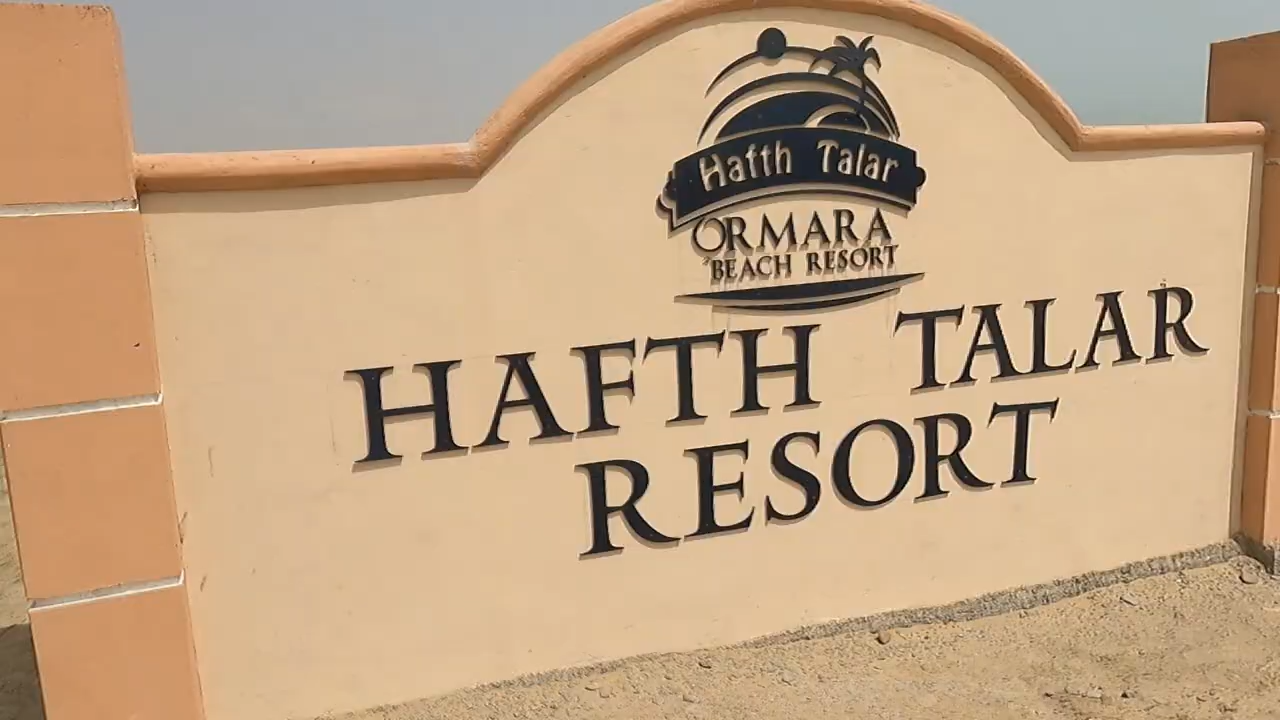 Hafth Talar
ORMARA
BEACH RESORT
HAFTH TALAR
RESORT